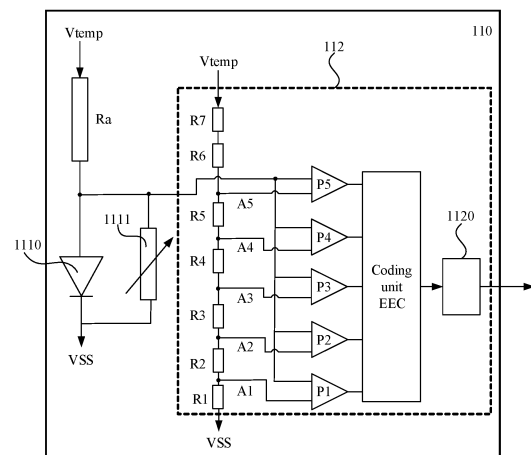 110
Vtemp
112
Vtemp
Ra
R7
R6
P5
A5
1111
R5
1120
1110
A4
P4
R4
Coding
unit
EEC
P3
A3
R3
P2
A2
VSS
R2
A1
P1
R1
VSS